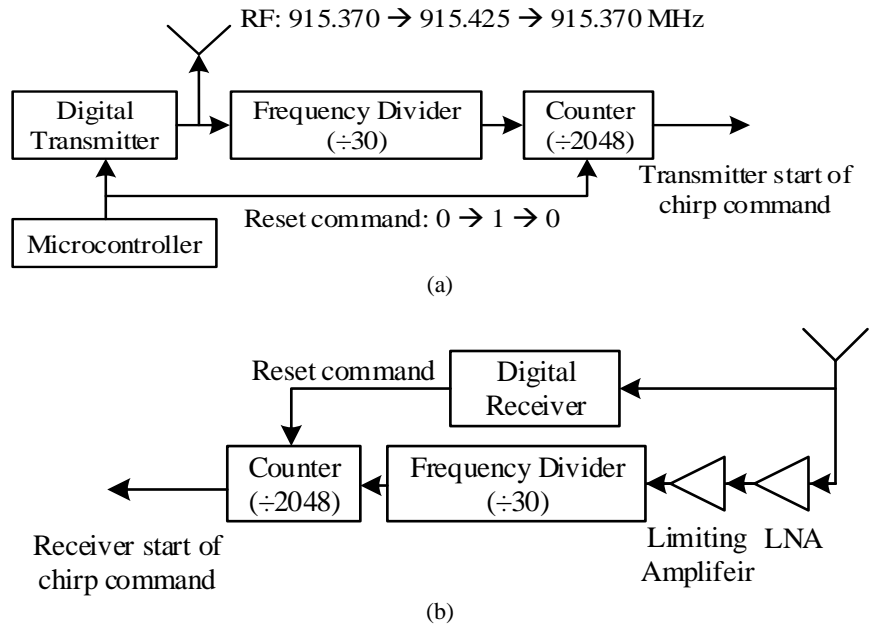 RF: 915.370 → 915.425 → 915.370 MHz
Digital
Transmitter
Frequency Divider
(÷30)
Counter
(÷2048)
Transmitter start of
chirp command
Reset command: 0 → 1 → 0
Microcontroller
(a)
Reset command
Digital
Receiver
Counter
(÷2048)
Frequency Divider
(÷30)
Receiver start of
chirp command
Limiting
Amplifeir
LNA
(b)